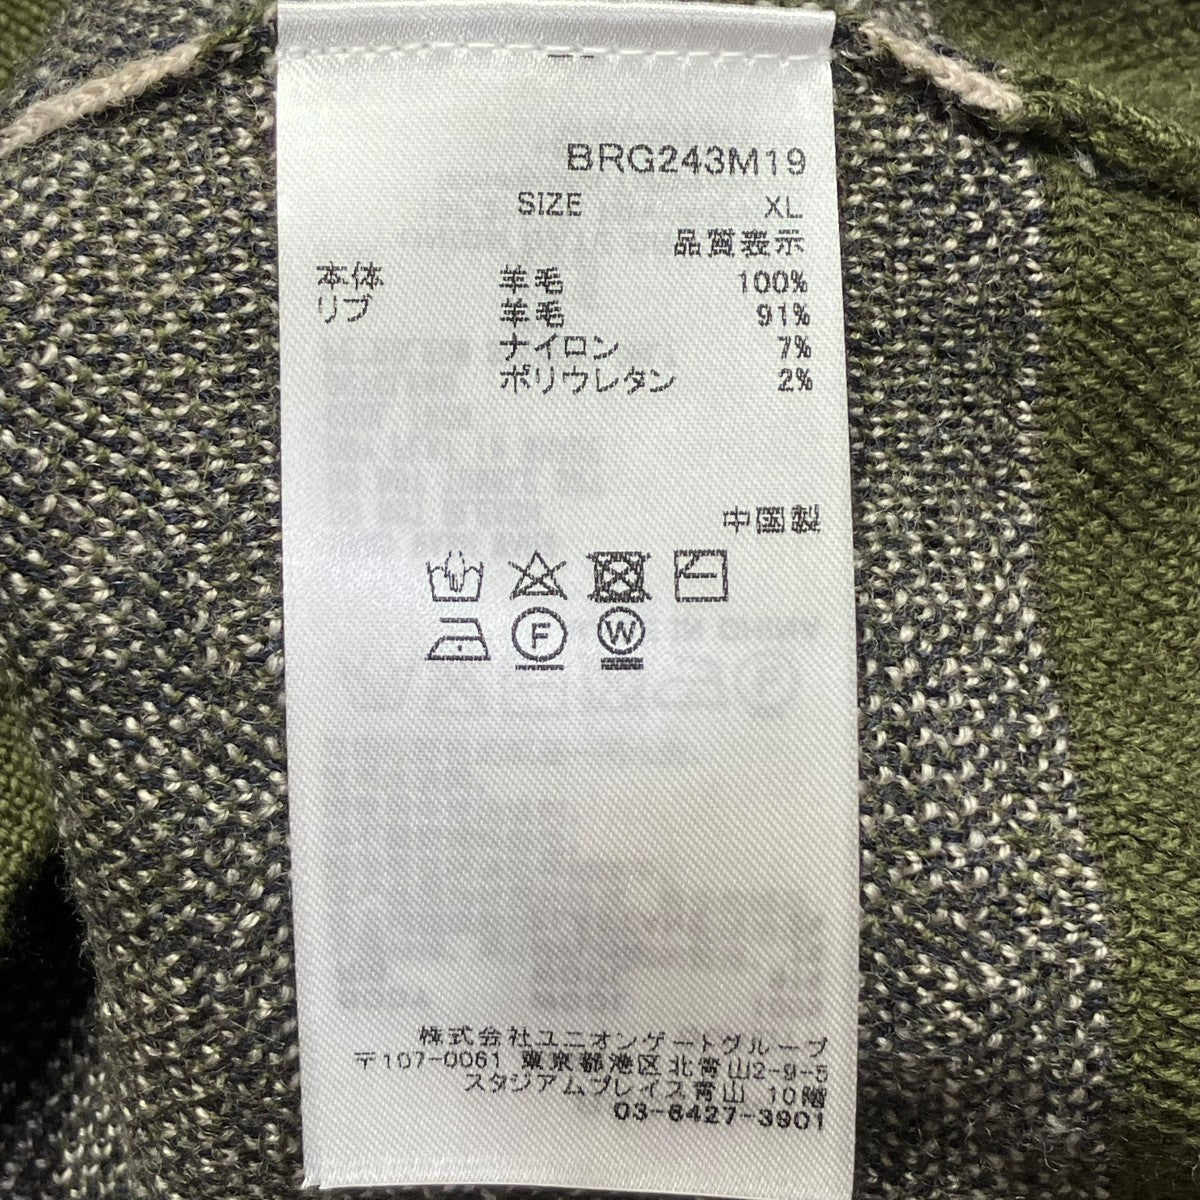 BRG243M19
SIZE XL
品質表示
本体 羊毛 100%
リブ 羊毛 91%
ナイロン 7%
ポリウレタン 2%
中国製
F W
株式会社ユニオンゲートグループ
〒107-0061 東京都港区北青山2-9-5
スタジアムプレイス青山 10階
03-6427-3901